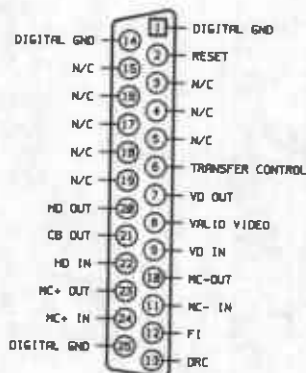 1 DIGITAL GND
DIGITAL GND 14
2 RESET
N/C 15
3 N/C
N/C 16
4 N/C
N/C 17
5 N/C
N/C 18
6 TRANSFER CONTROL
N/C 19
7 VD OUT
HD OUT 20
8 VALID VIDEO
CB OUT 21
9 VD IN
HD IN 22
10 MC-OUT
MC+ OUT 23
11 MC- IN
MC+ IN 24
12 FI
DIGITAL GND 25
13 DRC